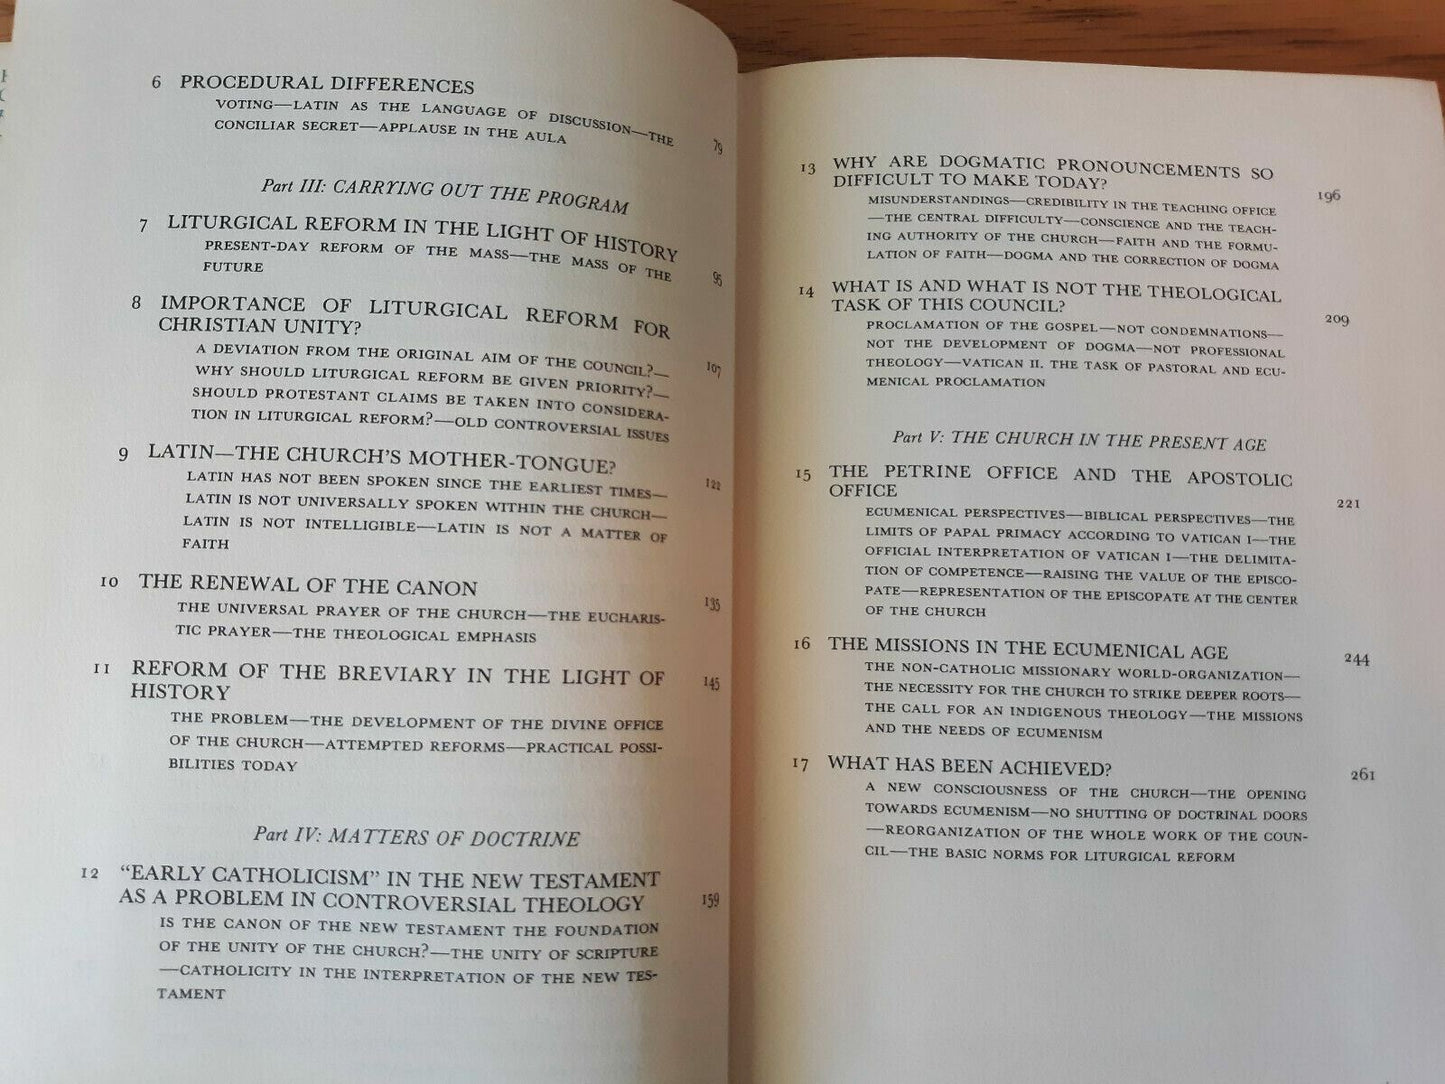 6 PROCEDURAL DIFFERENCES
VOTING—LATIN AS THE LANGUAGE OF DISCUSSION—THE
CONCILIAR SECRET—APPLAUSE IN THE AULA 79
Part III: CARRYING OUT THE PROGRAM
7 LITURGICAL REFORM IN THE LIGHT OF HISTORY
PRESENT-DAY REFORM OF THE MASS—THE MASS OF THE
FUTURE 95
8 IMPORTANCE OF LITURGICAL REFORM FOR
CHRISTIAN UNITY?
A DEVIATION FROM THE ORIGINAL AIM OF THE COUNCIL?— 107
WHY SHOULD LITURGICAL REFORM BE GIVEN PRIORITY?—
SHOULD PROTESTANT CLAIMS BE TAKEN INTO CONSIDERA-
TION IN LITURGICAL REFORM?—OLD CONTROVERSIAL ISSUES
9 LATIN—THE CHURCH'S MOTHER-TONGUE? 122
LATIN HAS NOT BEEN SPOKEN SINCE THE EARLIEST TIMES—
LATIN IS NOT UNIVERSALLY SPOKEN WITHIN THE CHURCH—
LATIN IS NOT INTELLIGIBLE—LATIN IS NOT A MATTER OF
FAITH
10 THE RENEWAL OF THE CANON 135
THE UNIVERSAL PRAYER OF THE CHURCH—THE EUCHARIS-
TIC PRAYER—THE THEOLOGICAL EMPHASIS
11 REFORM OF THE BREVIARY IN THE LIGHT OF
HISTORY 145
THE PROBLEM—THE DEVELOPMENT OF THE DIVINE OFFICE
OF THE CHURCH—ATTEMPTED REFORMS—PRACTICAL POSSI-
BILITIES TODAY
Part IV: MATTERS OF DOCTRINE
12 "EARLY CATHOLICISM" IN THE NEW TESTAMENT
AS A PROBLEM IN CONTROVERSIAL THEOLOGY 159
IS THE CANON OF THE NEW TESTAMENT THE FOUNDATION
OF THE UNITY OF THE CHURCH?—THE UNITY OF SCRIPTURE
—CATHOLICITY IN THE INTERPRETATION OF THE NEW TES-
TAMENT
13 WHY ARE DOGMATIC PRONOUNCEMENTS SO
DIFFICULT TO MAKE TODAY? 196
MISUNDERSTANDINGS—CREDIBILITY IN THE TEACHING OFFICE
—THE CENTRAL DIFFICULTY—CONSCIENCE AND THE TEACH-
ING AUTHORITY OF THE CHURCH—FAITH AND THE FORMU-
LATION OF FAITH—DOGMA AND THE CORRECTION OF DOGMA
14 WHAT IS AND WHAT IS NOT THE THEOLOGICAL
TASK OF THIS COUNCIL? 209
PROCLAMATION OF THE GOSPEL—NOT CONDEMNATIONS—
NOT THE DEVELOPMENT OF DOGMA—NOT PROFESSIONAL
THEOLOGY—VATICAN II. THE TASK OF PASTORAL AND ECU-
MENICAL PROCLAMATION
Part V: THE CHURCH IN THE PRESENT AGE
15 THE PETRINE OFFICE AND THE APOSTOLIC
OFFICE 221
ECUMENICAL PERSPECTIVES—BIBLICAL PERSPECTIVES—THE
LIMITS OF PAPAL PRIMACY ACCORDING TO VATICAN I—THE
OFFICIAL INTERPRETATION OF VATICAN I—THE DELIMITA-
TION OF COMPETENCE—RAISING THE VALUE OF THE EPISCO-
PATE—REPRESENTATION OF THE EPISCOPATE AT THE CENTER
OF THE CHURCH
16 THE MISSIONS IN THE ECUMENICAL AGE 244
THE NON-CATHOLIC MISSIONARY WORLD-ORGANIZATION—
THE NECESSITY FOR THE CHURCH TO STRIKE DEEPER ROOTS—
THE CALL FOR AN INDIGENOUS THEOLOGY—THE MISSIONS
AND THE NEEDS OF ECUMENISM
17 WHAT HAS BEEN ACHIEVED? 261
A NEW CONSCIOUSNESS OF THE CHURCH—THE OPENING
TOWARDS ECUMENISM—NO SHUTTING OF DOCTRINAL DOORS
—REORGANIZATION OF THE WHOLE WORK OF THE COUN-
CIL—THE BASIC NORMS FOR LITURGICAL REFORM